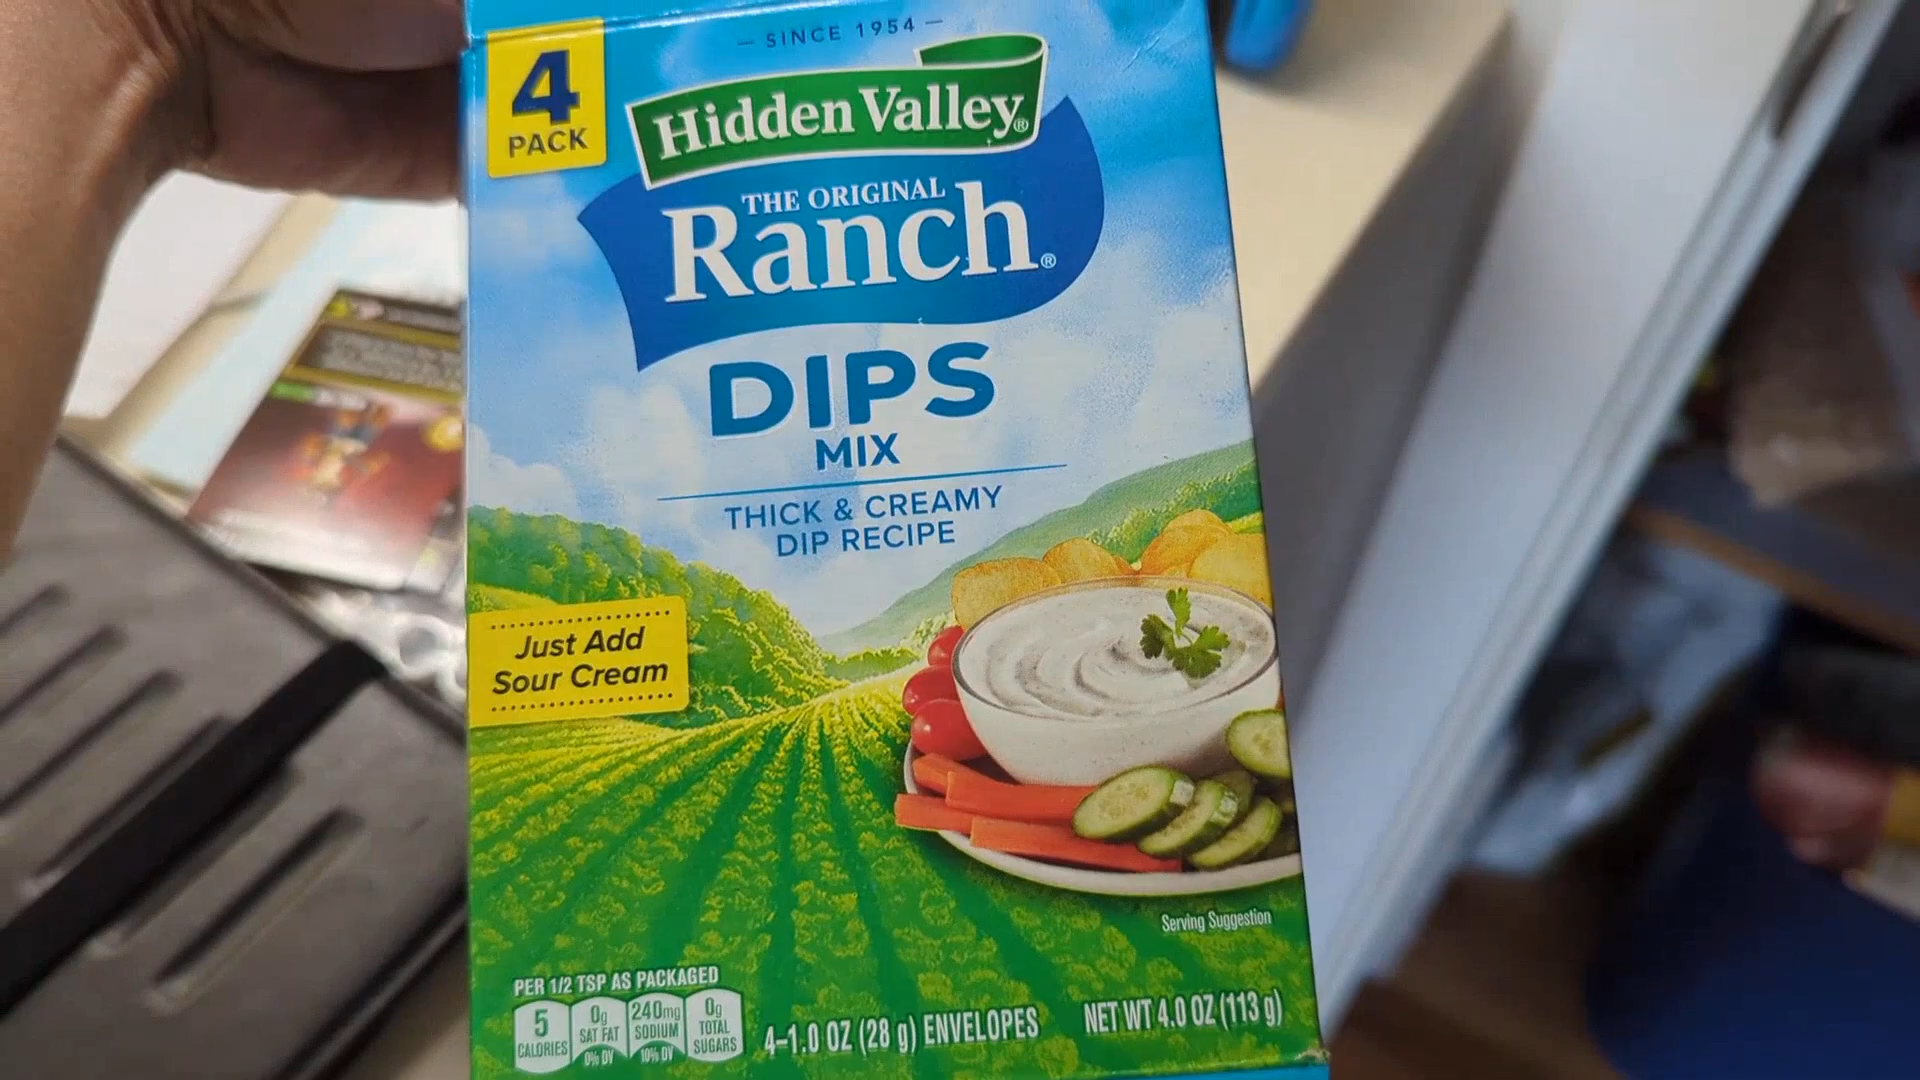 4
PACK
— SINCE 1954 —
Hidden Valley®
THE ORIGINAL
Ranch®
DIPS
MIX
THICK & CREAMY
DIP RECIPE
Just Add
Sour Cream
Serving Suggestion
PER 1/2 TSP AS PACKAGED
5
CALORIES
0g
SAT FAT
0% DV
240mg
SODIUM
10% DV
0g
TOTAL
SUGARS
4–1.0 OZ (28 g) ENVELOPES
NET WT 4.0 OZ (113 g)